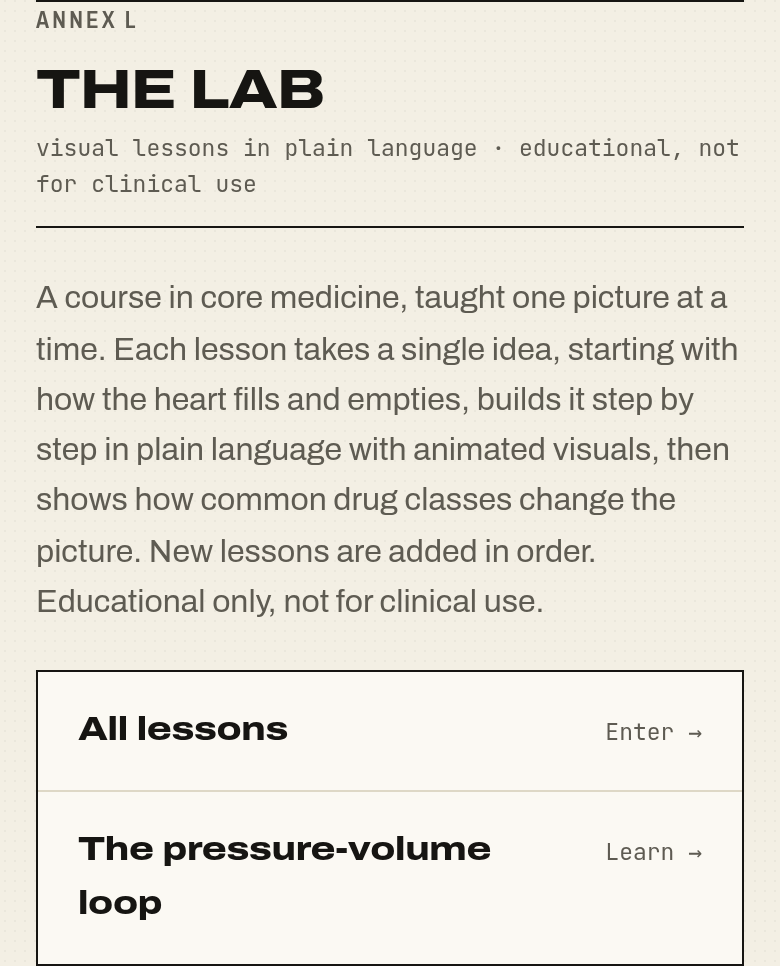 ANNEX L
THE LAB
visual lessons in plain language · educational, not
for clinical use
A course in core medicine, taught one picture at a
time. Each lesson takes a single idea, starting with
how the heart fills and empties, builds it step by
step in plain language with animated visuals, then
shows how common drug classes change the
picture. New lessons are added in order.
Educational only, not for clinical use.
All lessons Enter →
The pressure-volume Learn →
loop